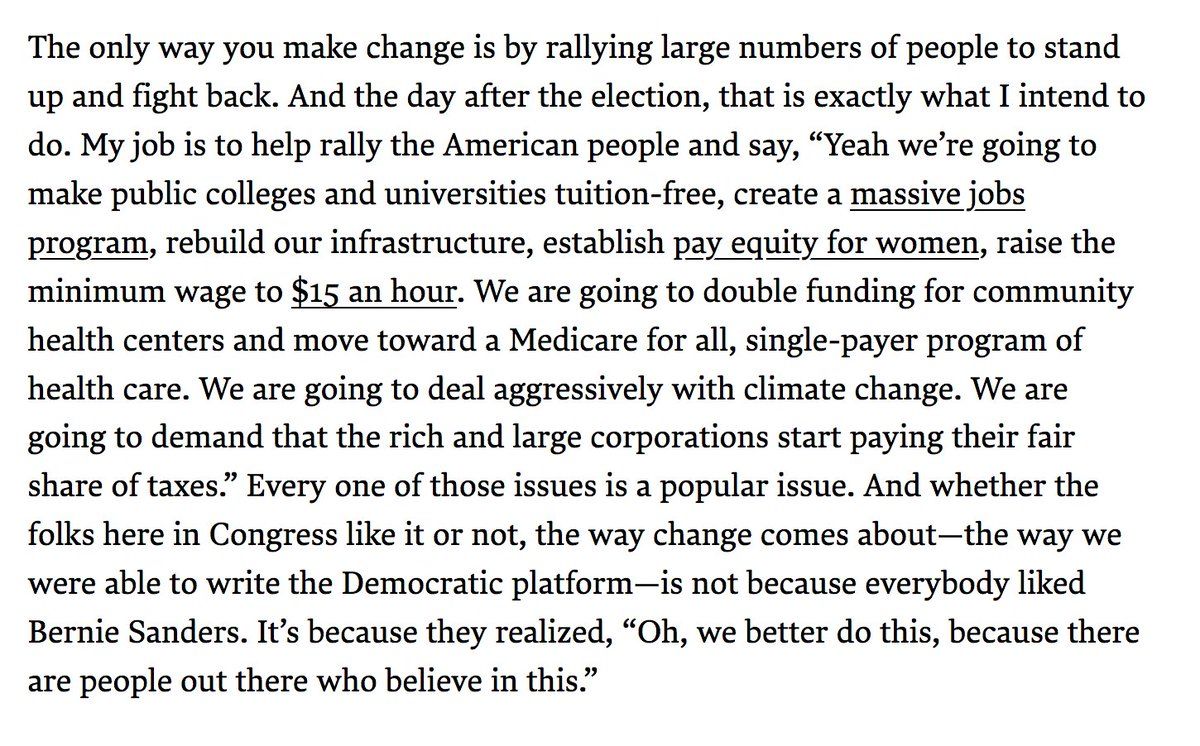 The only way you make change is by rallying large numbers of people to stand
up and fight back. And the day after the election, that is exactly what I intend to
do. My job is to help rally the American people and say, “Yeah we’re going to
make public colleges and universities tuition-free, create a massive jobs
program, rebuild our infrastructure, establish pay equity for women, raise the
minimum wage to $15 an hour. We are going to double funding for community
health centers and move toward a Medicare for all, single-payer program of
health care. We are going to deal aggressively with climate change. We are
going to demand that the rich and large corporations start paying their fair
share of taxes.” Every one of those issues is a popular issue. And whether the
folks here in Congress like it or not, the way change comes about—the way we
were able to write the Democratic platform—is not because everybody liked
Bernie Sanders. It’s because they realized, “Oh, we better do this, because there
are people out there who believe in this.”